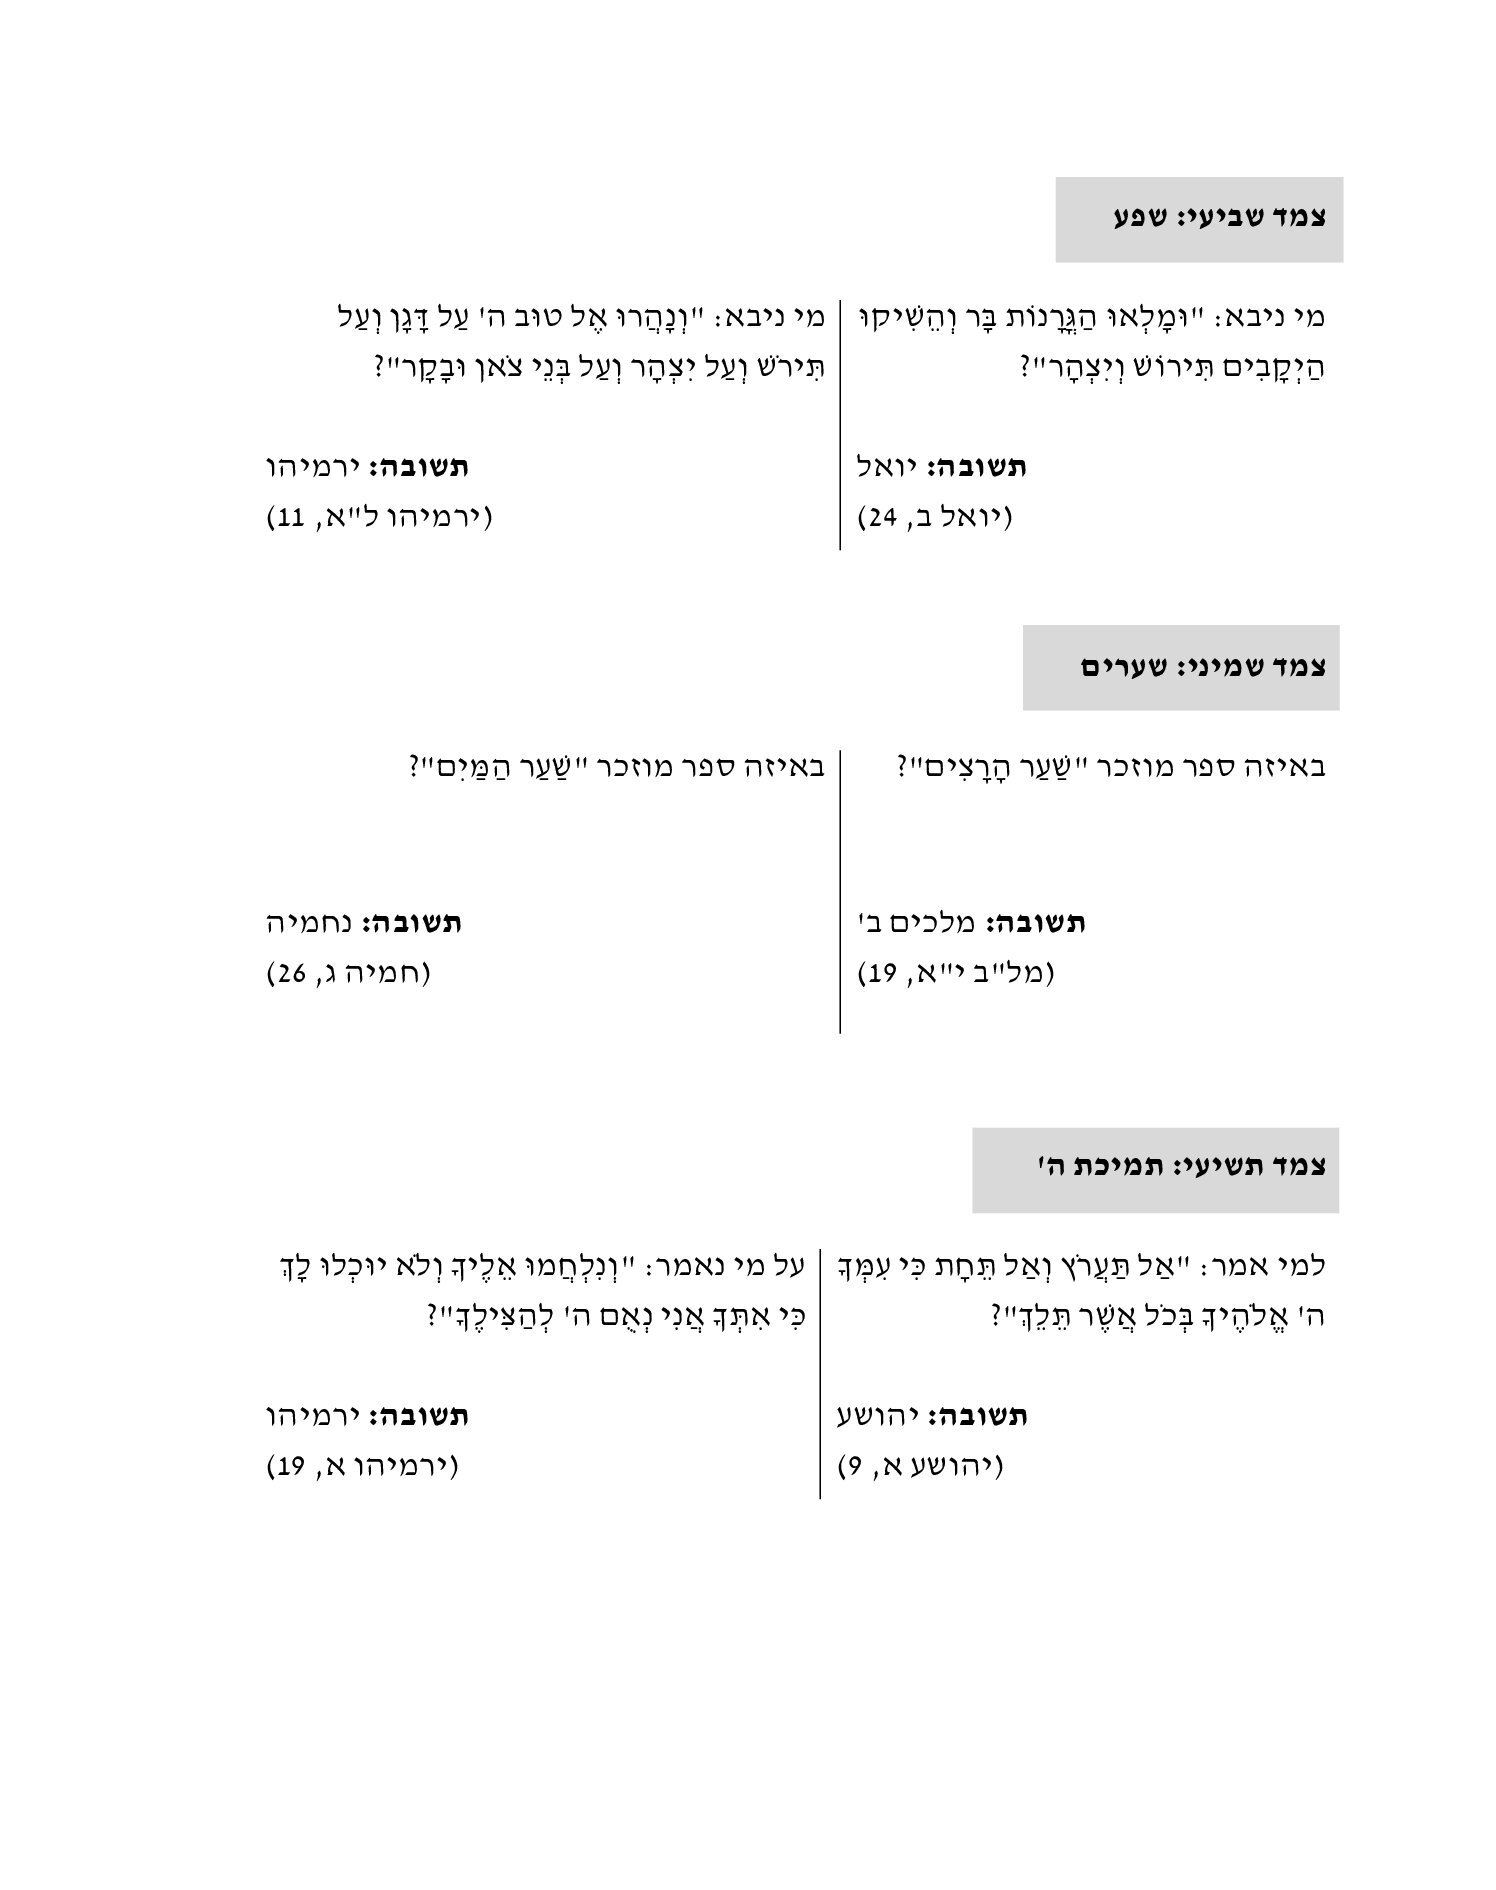 צמד שביעי: שפע
מי ניבא: "וּמָלְאוּ הַגֳּרָנוֹת בָּר וְהֵשִׁיקוּ
הַיְקָבִים תִּירוֹשׁ וְיִצְהָר"?
תשובה: יואל
(יואל ב, 24)
מי ניבא: "וְנָהֲרוּ אֶל טוּב ה' עַל דָּגָן וְעַל
תִּירֹשׁ וְעַל יִצְהָר וְעַל בְּנֵי צֹאן וּבָקָר"?
תשובה: ירמיהו
(ירמיהו ל"א, 11)
צמד שמיני: שערים
באיזה ספר מוזכר "שַׁעַר הָרָצִים"?
תשובה: מלכים ב'
(מל"ב י"א, 19)
באיזה ספר מוזכר "שַׁעַר הַמַּיִם"?
תשובה: נחמיה
(חמיה ג, 26)
צמד תשיעי: תמיכת ה'
למי אמר: "אַל תַּעֲרֹץ וְאַל תֵּחָת כִּי עִמְּךָ
ה' אֱלֹהֶיךָ בְּכֹל אֲשֶׁר תֵּלֵךְ"?
תשובה: יהושע
(יהושע א, 9)
על מי נאמר: "וְנִלְחֲמוּ אֵלֶיךָ וְלֹא יוּכְלוּ לָךְ
כִּי אִתְּךָ אֲנִי נְאֻם ה' לְהַצִּילֶךָ"?
תשובה: ירמיהו
(ירמיהו א, 19)